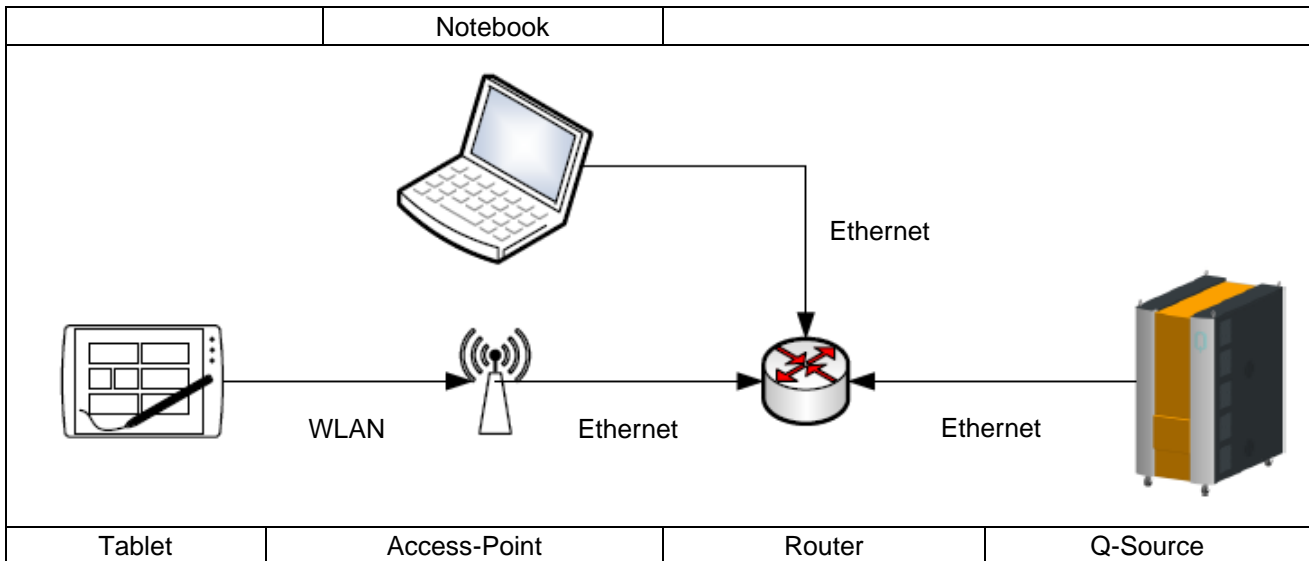 Notebook
Ethernet
WLAN Ethernet Ethernet
Tablet Access-Point Router Q-Source